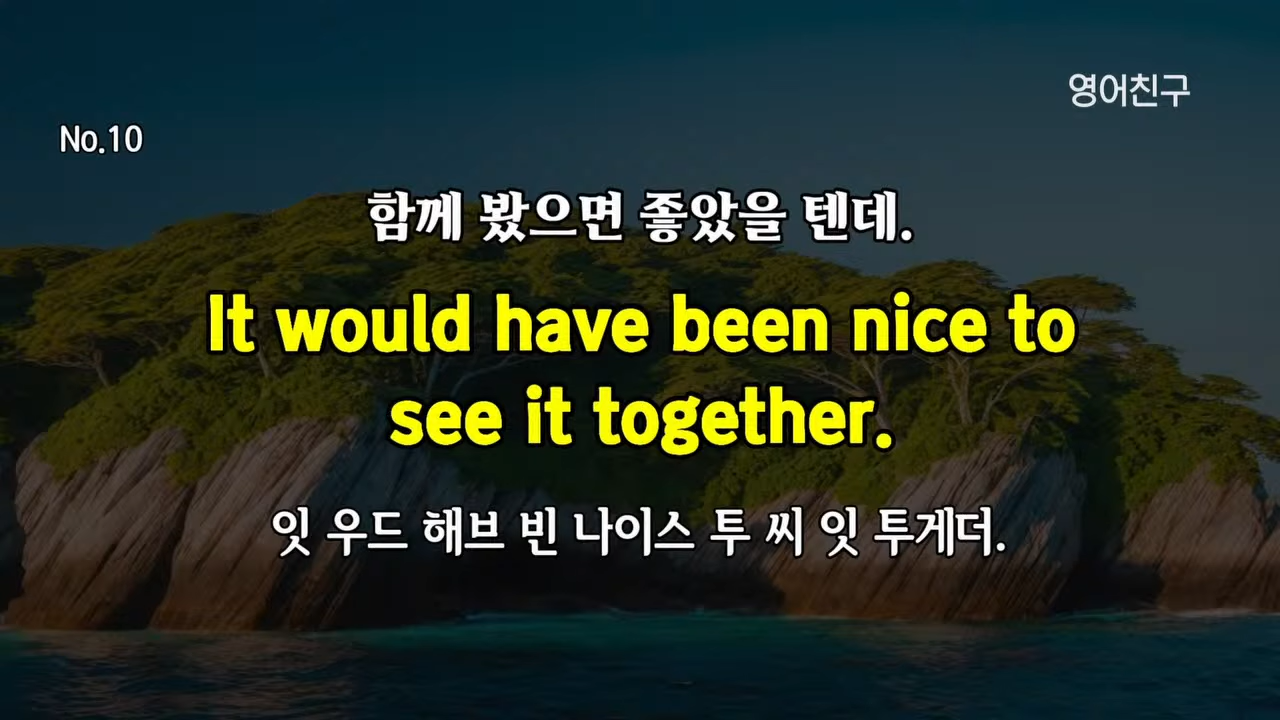 영어친구
No.10
함께 봤으면 좋았을 텐데.
It would have been nice to
see it together.
잇 우드 해브 빈 나이스 투 씨 잇 투게더.